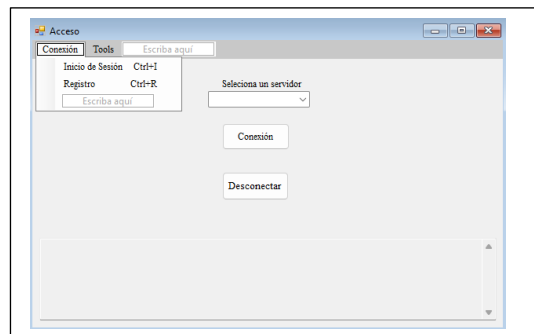 Acceso
Conexión Tools Escriba aquí
Inicio de Sesión Ctrl+I
Registro Ctrl+R
Escriba aquí
Seleciona un servidor
Conexión
Desconectar